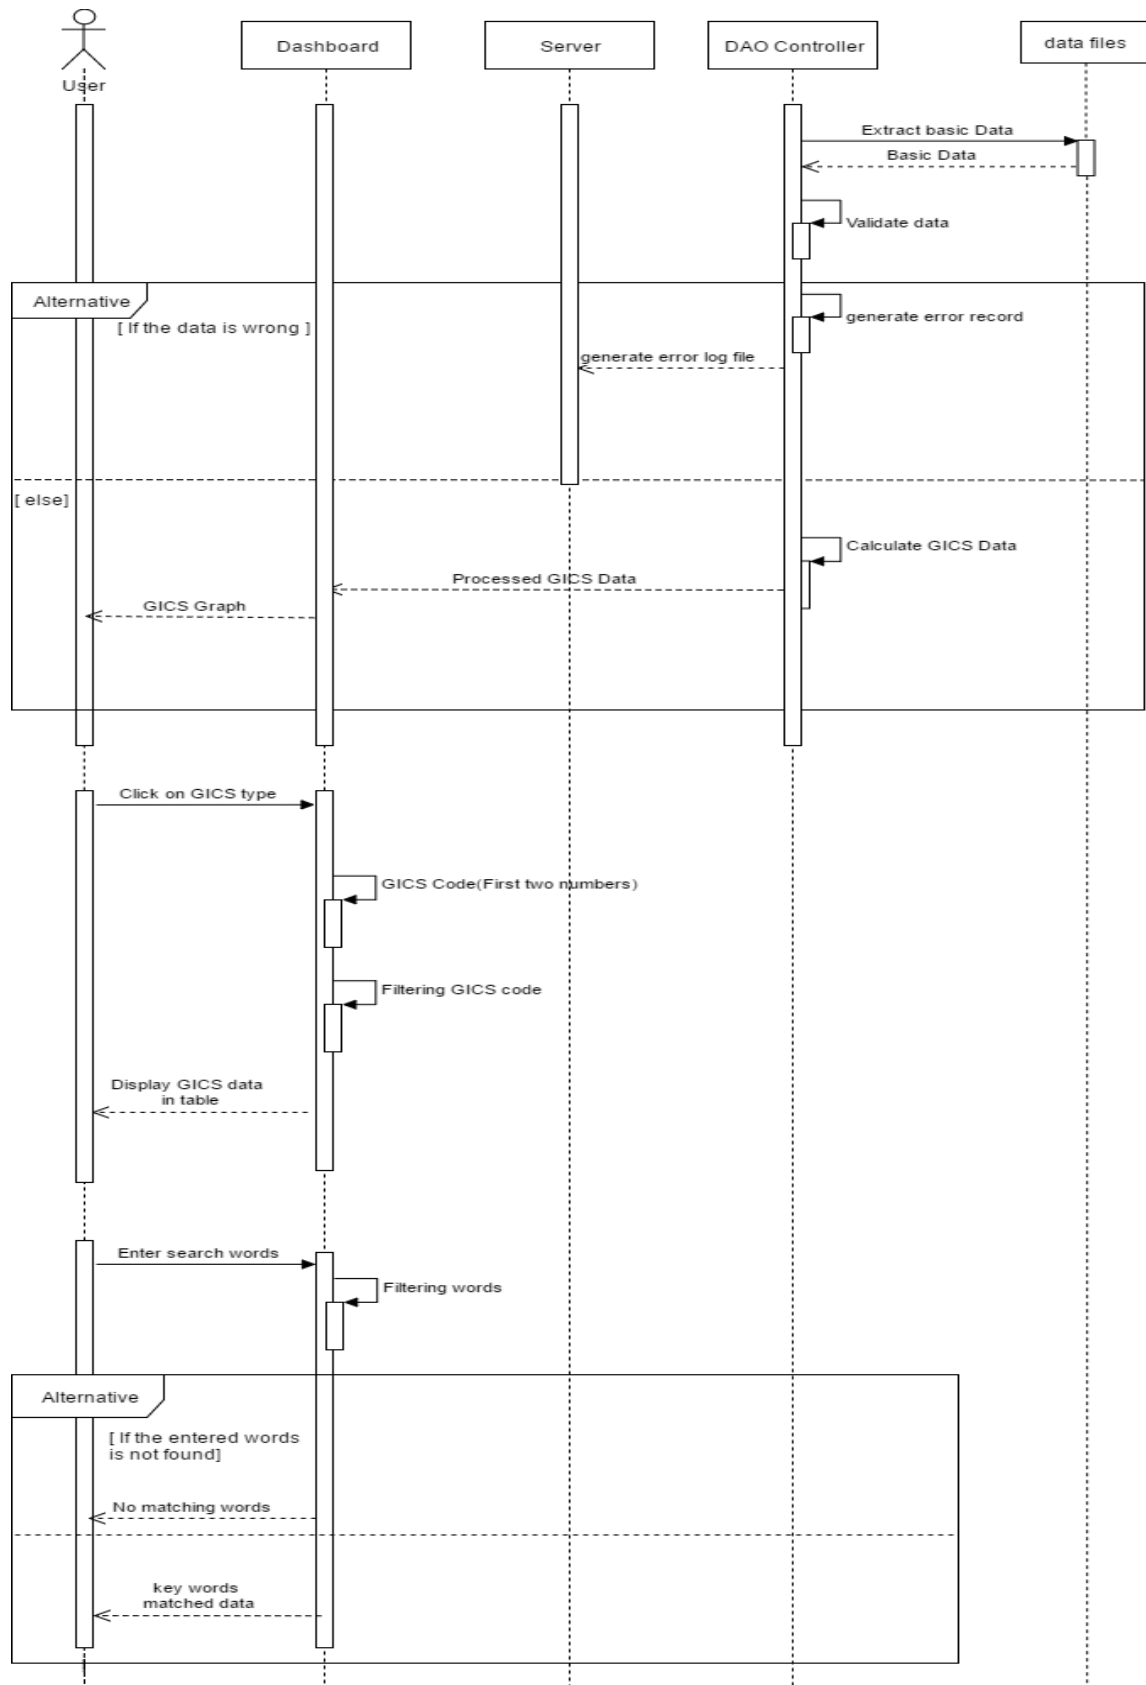 User
Dashboard
Server
DAO Controller
data files
Extract basic Data
Basic Data
Validate data
Alternative
[ If the data is wrong ]
generate error record
generate error log file
[ else]
Calculate GICS Data
Processed GICS Data
GICS Graph
Click on GICS type
GICS Code(First two numbers)
Filtering GICS code
Display GICS data
in table
Enter search words
Filtering words
Alternative
[ If the entered words
is not found]
No matching words
key words
matched data